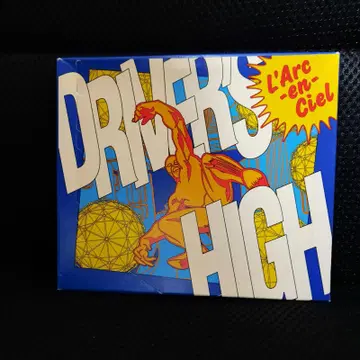 DRIVER'S
HIGH
L'Arc
-en-
Ciel